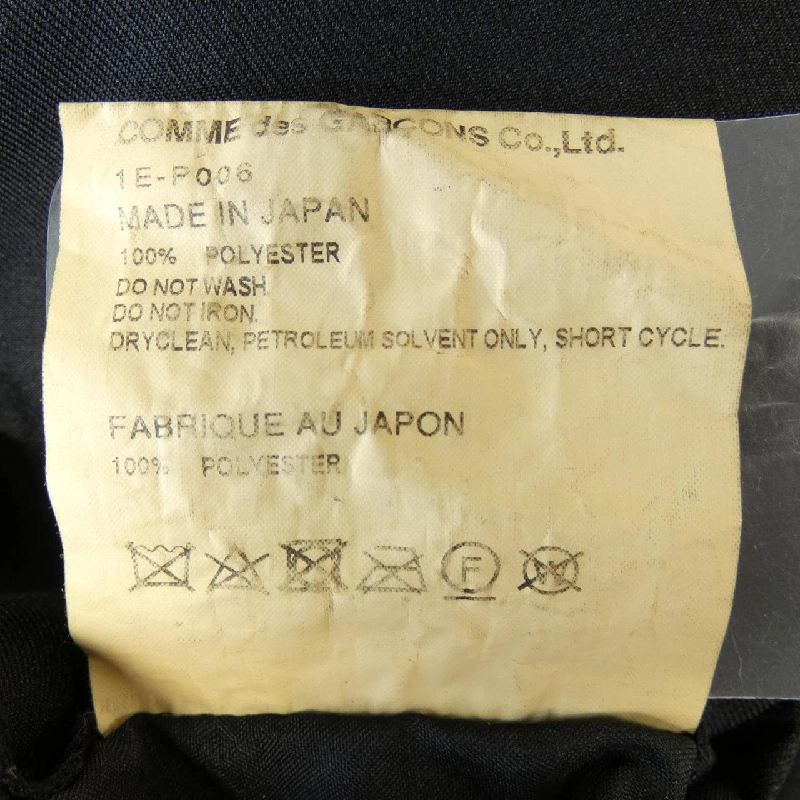 COMME des GARCONS Co.,Ltd.
1E-P006
MADE IN JAPAN
100% POLYESTER
DO NOT WASH.
DO NOT IRON.
DRYCLEAN, PETROLEUM SOLVENT ONLY, SHORT CYCLE.
FABRIQUE AU JAPON
100% POLYESTER
F W